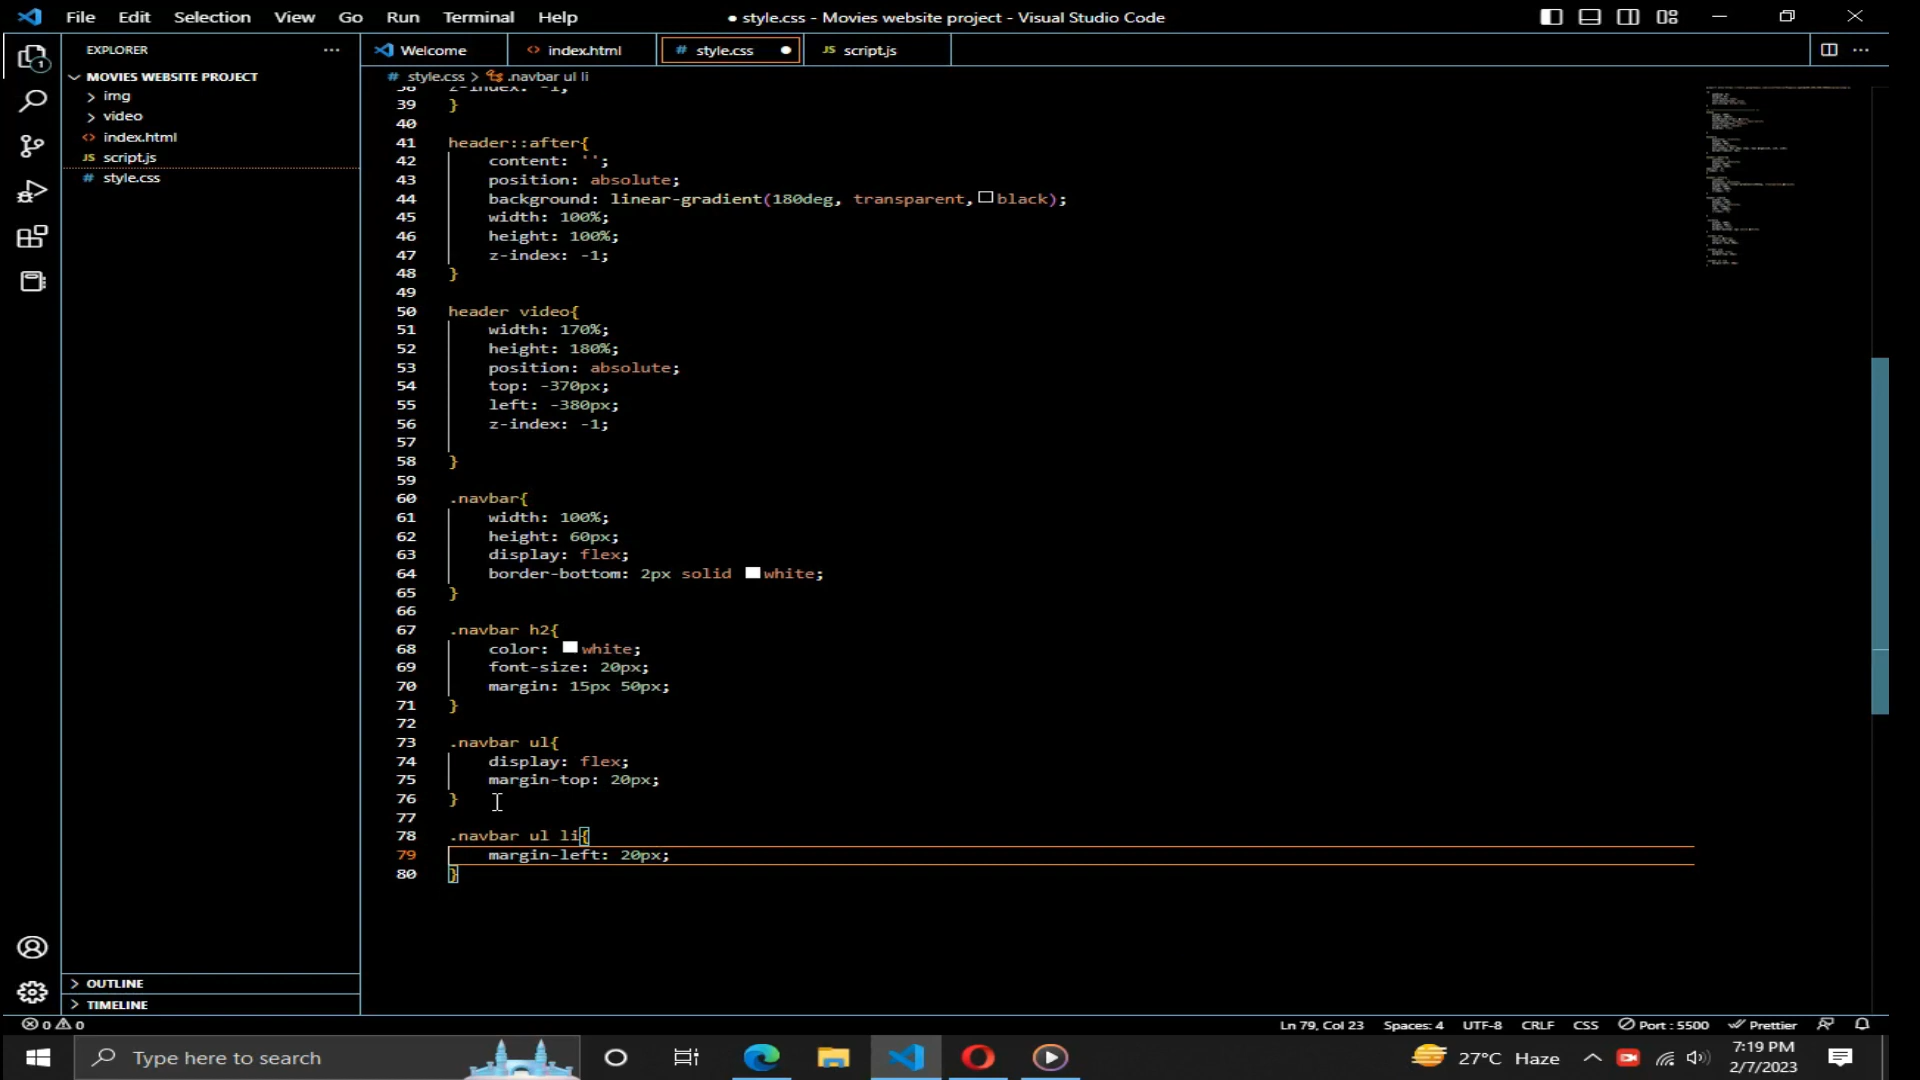 File Edit Selection View Go Run Terminal Help
● style.css - Movies website project - Visual Studio Code
EXPLORER
Welcome
index.html
# style.css
JS script.js
MOVIES WEBSITE PROJECT
# style.css > .navbar ul li
img
video
index.html
JS script.js
# style.css
38 z-index: -1;
39 }
40
41 header::after{
42 content: '';
43 position: absolute;
44 background: linear-gradient(180deg, transparent, black);
45 width: 100%;
46 height: 100%;
47 z-index: -1;
48 }
49
50 header video{
51 width: 170%;
52 height: 180%;
53 position: absolute;
54 top: -370px;
55 left: -380px;
56 z-index: -1;
57
58 }
59
60 .navbar{
61 width: 100%;
62 height: 60px;
63 display: flex;
64 border-bottom: 2px solid white;
65 }
66
67 .navbar h2{
68 color: white;
69 font-size: 20px;
70 margin: 15px 50px;
71 }
72
73 .navbar ul{
74 display: flex;
75 margin-top: 20px;
76 }
77
78 .navbar ul li{
79 margin-left: 20px;
80 }
OUTLINE
TIMELINE
0 0
Ln 79, Col 23 Spaces: 4 UTF-8 CRLF CSS Port : 5500 Prettier
Type here to search
27°C Haze
7:19 PM
2/7/2023